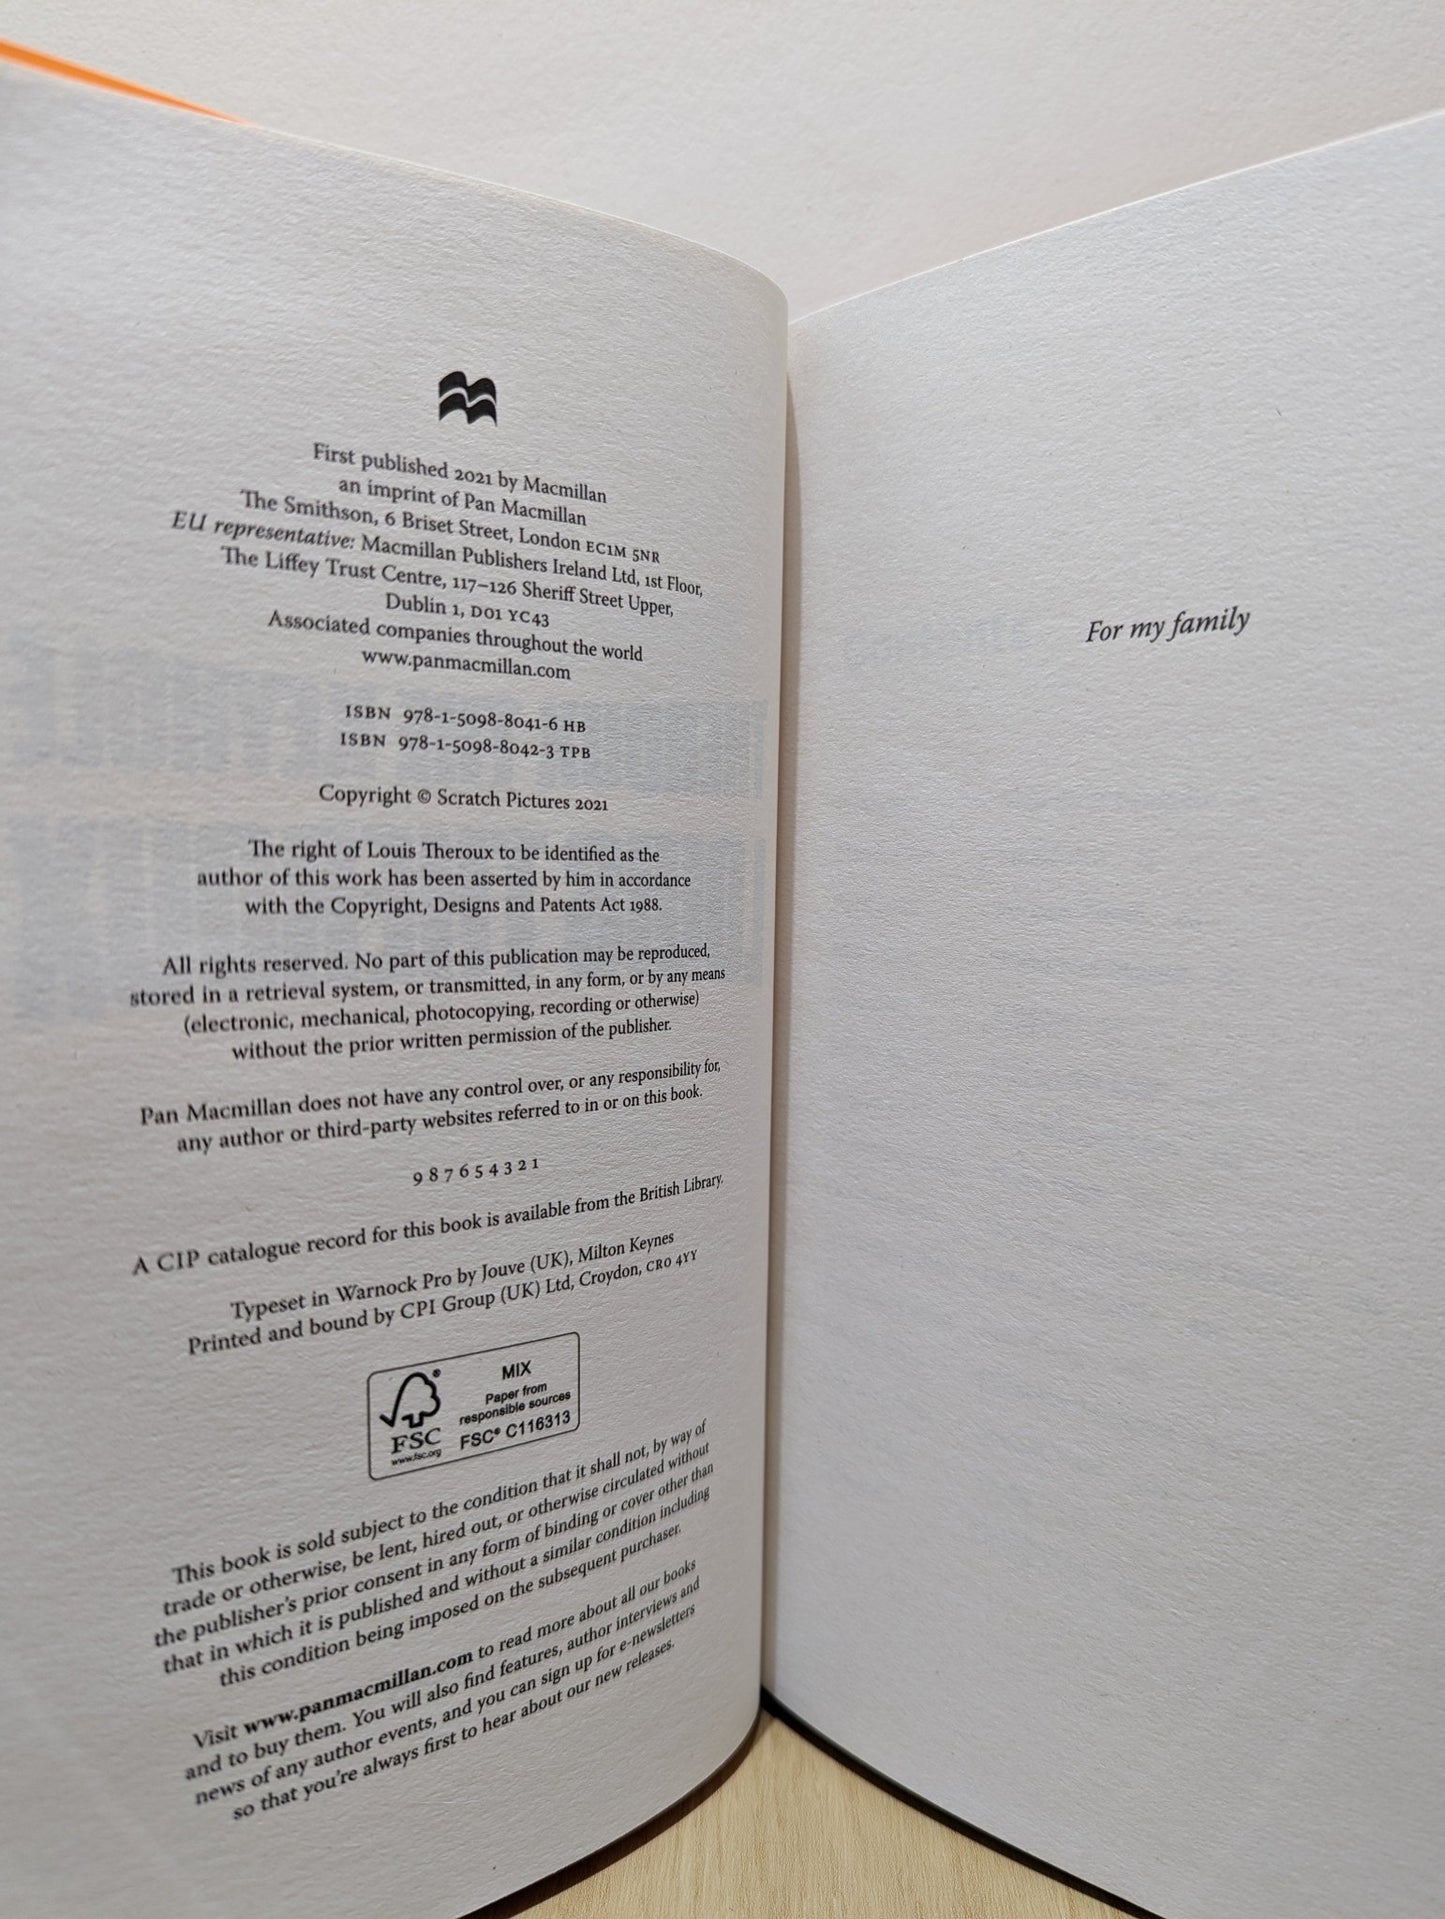 First published 2021 by Macmillan
an imprint of Pan Macmillan
The Smithson, 6 Briset Street, London EC1M 5NR
EU representative: Macmillan Publishers Ireland Ltd, 1st Floor,
The Liffey Trust Centre, 117–126 Sheriff Street Upper,
Dublin 1, D01 YC43
Associated companies throughout the world
www.panmacmillan.com
ISBN 978-1-5098-8041-6 HB
ISBN 978-1-5098-8042-3 TPB
Copyright © Scratch Pictures 2021
The right of Louis Theroux to be identified as the
author of this work has been asserted by him in accordance
with the Copyright, Designs and Patents Act 1988.
All rights reserved. No part of this publication may be reproduced,
stored in a retrieval system, or transmitted, in any form, or by any means
(electronic, mechanical, photocopying, recording or otherwise)
without the prior written permission of the publisher.
Pan Macmillan does not have any control over, or any responsibility for,
any author or third-party websites referred to in or on this book.
9 8 7 6 5 4 3 2 1
A CIP catalogue record for this book is available from the British Library.
Typeset in Warnock Pro by Jouve (UK), Milton Keynes
Printed and bound by CPI Group (UK) Ltd, Croydon, CR0 4YY
MIX
Paper from
responsible sources
FSC® C116313
FSC
www.fsc.org
This book is sold subject to the condition that it shall not, by way of
trade or otherwise, be lent, hired out, or otherwise circulated without
the publisher's prior consent in any form of binding or cover other than
that in which it is published and without a similar condition including
this condition being imposed on the subsequent purchaser.
Visit www.panmacmillan.com to read more about all our books
and to buy them. You will also find features, author interviews and
news of any author events, and you can sign up for e-newsletters
so that you're always first to hear about our new releases.
For my family